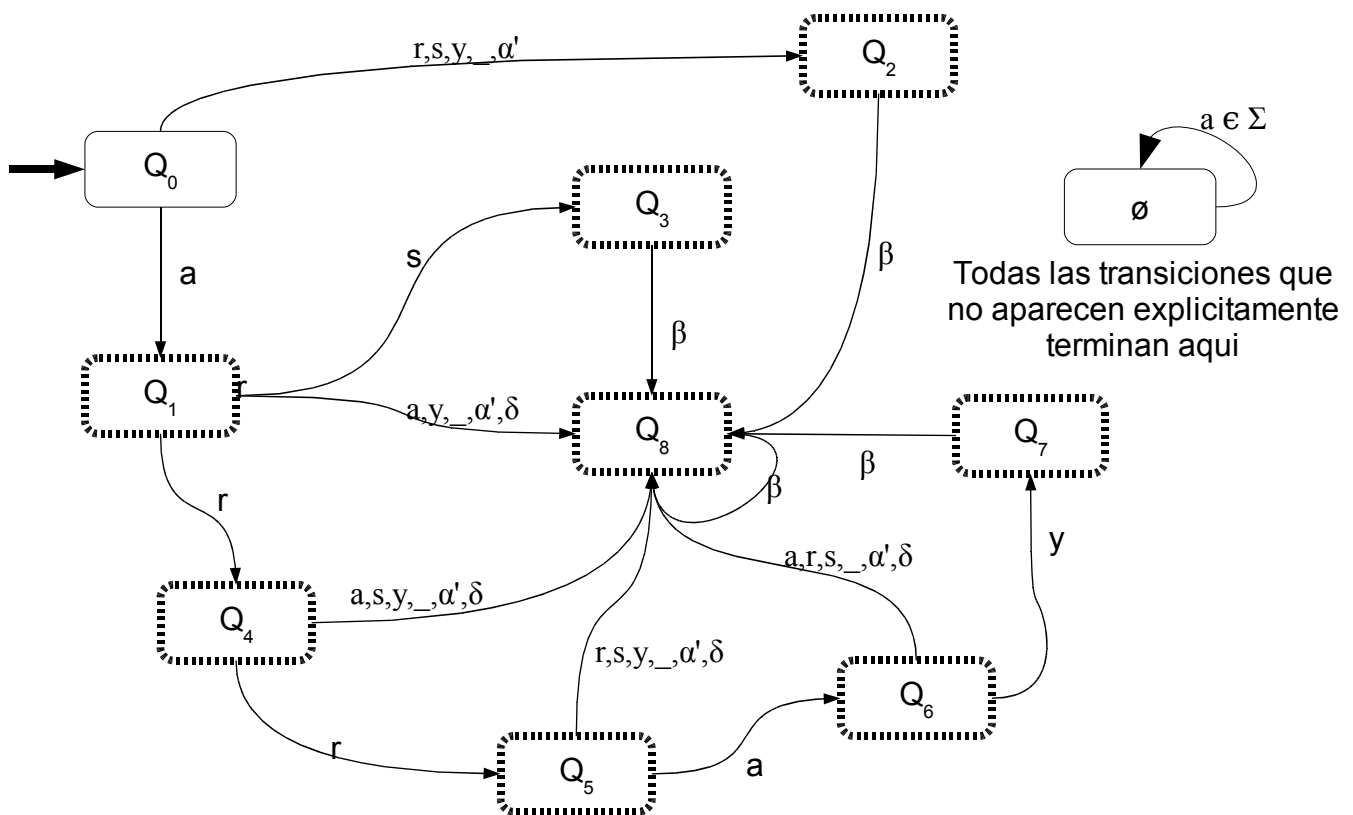 r,s,y,_,α'
Q2
a ϵ Σ
Q0
ø
Q3
s
β
a
Todas las transiciones que
no aparecen explicitamente
terminan aqui
β
Q1
r
a,y,_,α',δ
Q8
Q7
β
β
r
y
a,r,s,_,α',δ
a,s,y,_,α',δ
Q4
r,s,y,_,α',δ
Q6
r
a
Q5